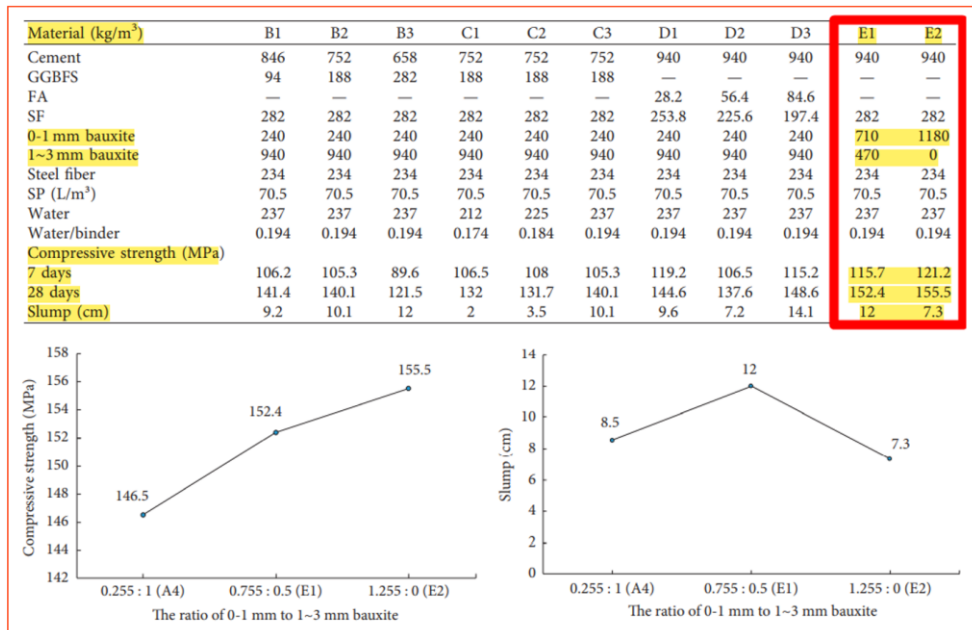 Material (kg/m³) B1 B2 B3 C1 C2 C3 D1 D2 D3 E1 E2
Cement 846 752 658 752 752 752 940 940 940 940 940
GGBFS 94 188 282 188 188 188 — — — — —
FA — — — — — — 28.2 56.4 84.6 — —
SF 282 282 282 282 282 282 253.8 225.6 197.4 282 282
0-1 mm bauxite 240 240 240 240 240 240 240 240 240 710 1180
1~3 mm bauxite 940 940 940 940 940 940 940 940 940 470 0
Steel fiber 234 234 234 234 234 234 234 234 234 234 234
SP (L/m³) 70.5 70.5 70.5 70.5 70.5 70.5 70.5 70.5 70.5 70.5 70.5
Water 237 237 237 212 225 237 237 237 237 237 237
Water/binder 0.194 0.194 0.194 0.174 0.184 0.194 0.194 0.194 0.194 0.194 0.194
Compressive strength (MPa)
7 days 106.2 105.3 89.6 106.5 108 105.3 119.2 106.5 115.2 115.7 121.2
28 days 141.4 140.1 121.5 132 131.7 140.1 144.6 137.6 148.6 152.4 155.5
Slump (cm) 9.2 10.1 12 2 3.5 10.1 9.6 7.2 14.1 12 7.3
Compressive strength (MPa)
158
156
154
152
150
148
146
144
142
146.5
152.4
155.5
0.255 : 1 (A4) 0.755 : 0.5 (E1) 1.255 : 0 (E2)
The ratio of 0-1 mm to 1~3 mm bauxite
Slump (cm)
14
12
10
8
6
4
2
0
8.5
12
7.3
0.255 : 1 (A4) 0.755 : 0.5 (E1) 1.255 : 0 (E2)
The ratio of 0-1 mm to 1~3 mm bauxite